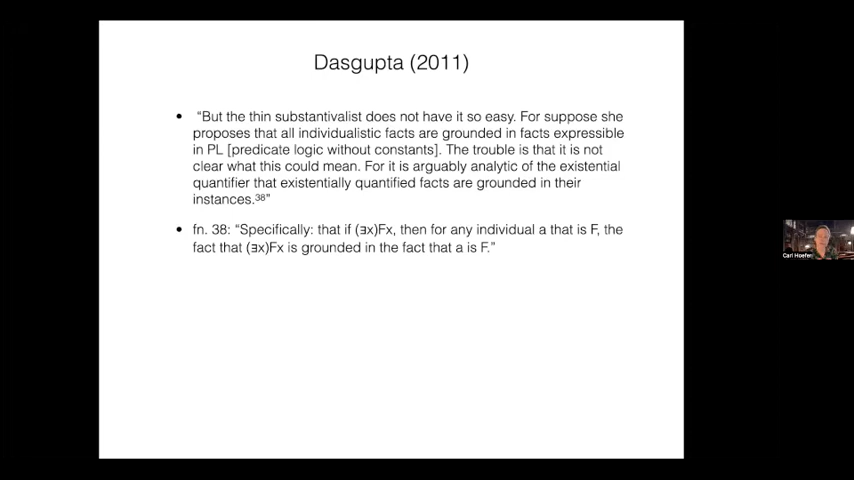 Dasgupta (2011)
• “But the thin substantivalist does not have it so easy. For suppose she
proposes that all individualistic facts are grounded in facts expressible
in PL [predicate logic without constants]. The trouble is that it is not
clear what this could mean. For it is arguably analytic of the existential
quantifier that existentially quantified facts are grounded in their
instances.³⁸”
• fn. 38: “Specifically: that if (∃x)Fx, then for any individual a that is F, the
fact that (∃x)Fx is grounded in the fact that a is F.”
Carl Hoefer